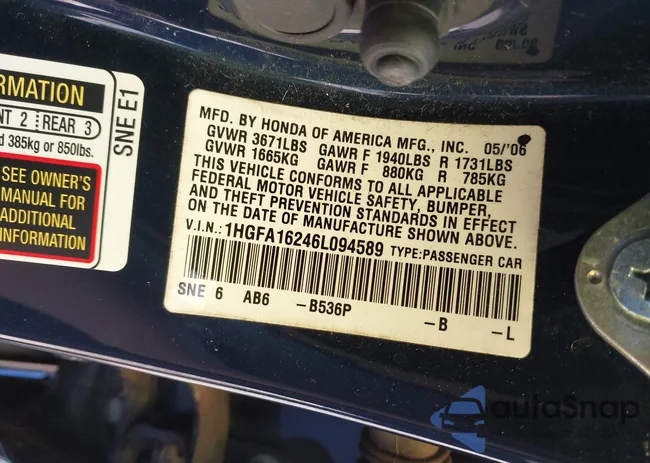 ORMATION
NT 2 REAR 3
d 385kg or 850lbs.
SEE OWNER'S
MANUAL FOR
ADDITIONAL
INFORMATION
SNE E1
MFD. BY HONDA OF AMERICA MFG., INC. 05/'06
GVWR 3671LBS GAWR F 1940LBS R 1731LBS
GVWR 1665KG GAWR F 880KG R 785KG
THIS VEHICLE CONFORMS TO ALL APPLICABLE
FEDERAL MOTOR VEHICLE SAFETY, BUMPER,
AND THEFT PREVENTION STANDARDS IN EFFECT
ON THE DATE OF MANUFACTURE SHOWN ABOVE.
V.I.N.: 1HGFA16246L094589 TYPE:PASSENGER CAR
SNE 6 AB6 -B536P -B -L
autoSnap